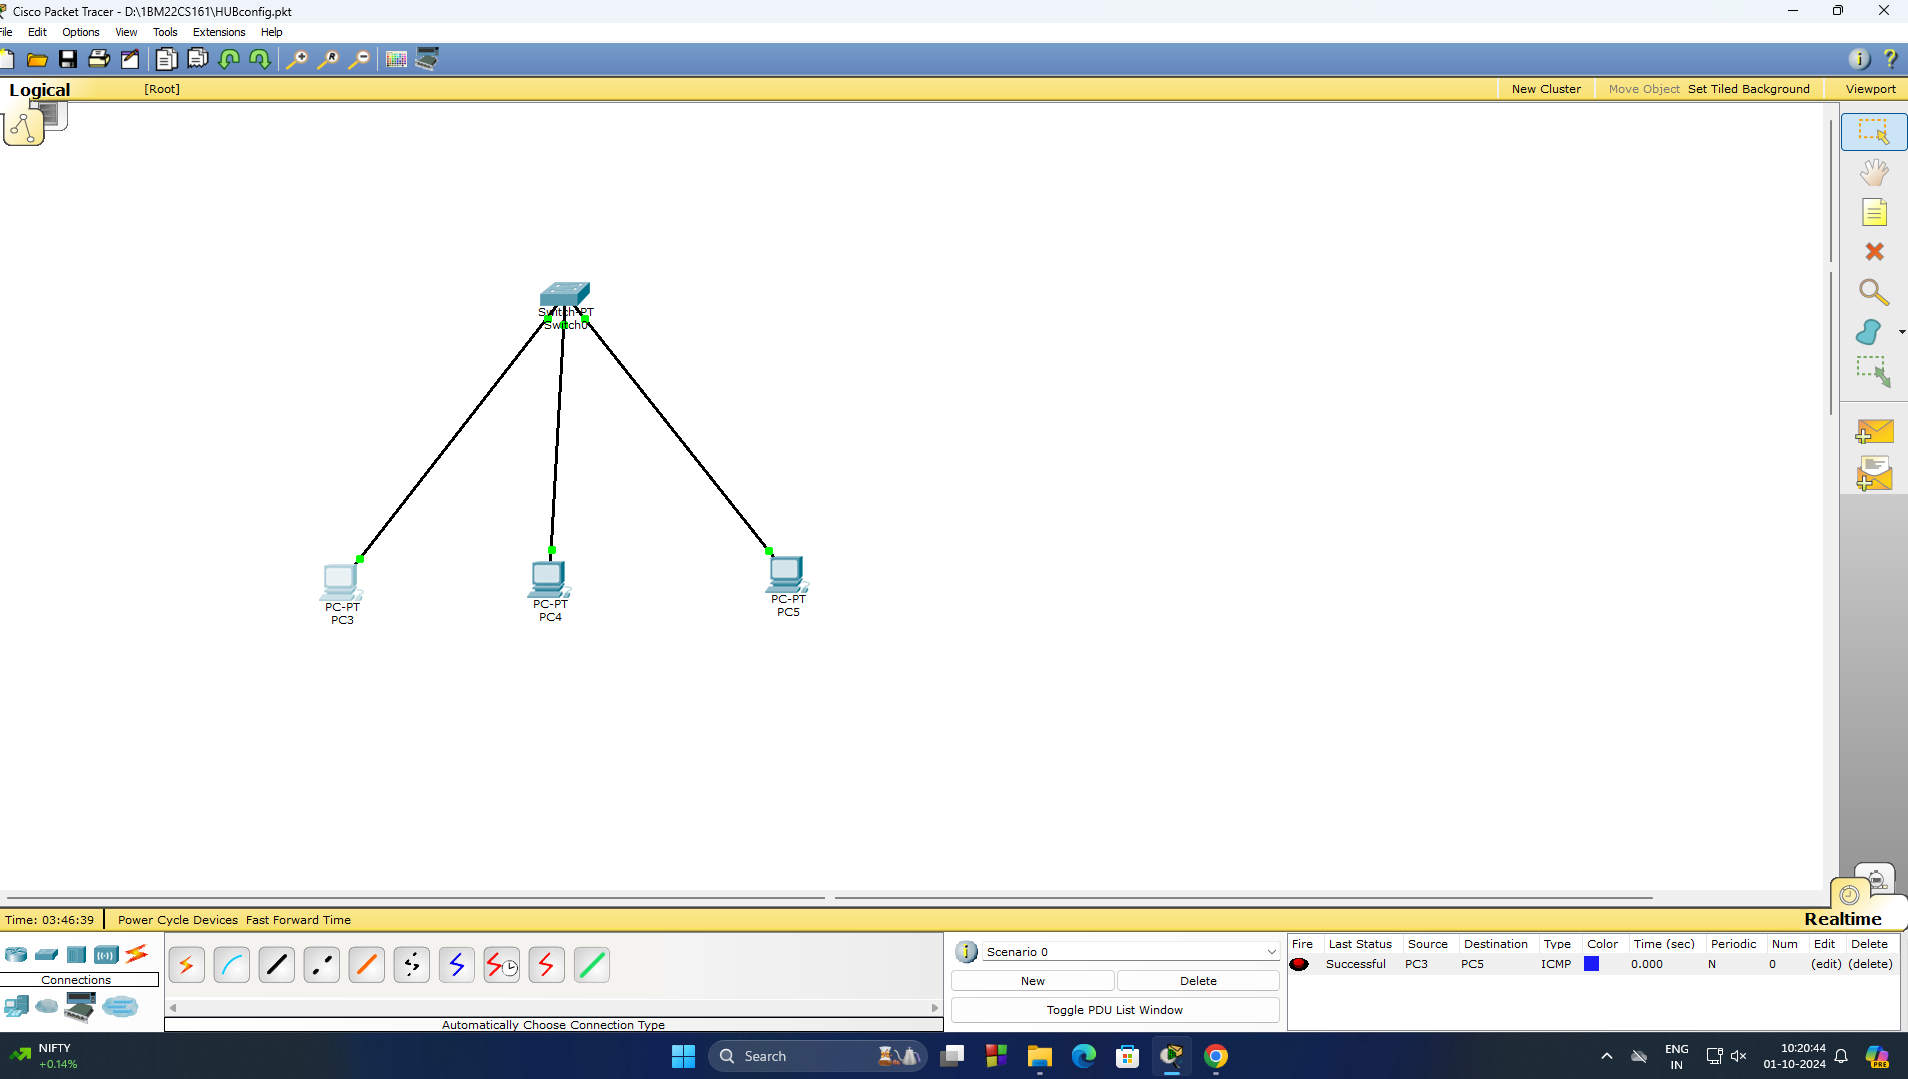 Cisco Packet Tracer - D:\1BM22CS161\HUBconfig.pkt
File Edit Options View Tools Extensions Help
Logical [Root] New Cluster Move Object Set Tiled Background Viewport
Switch-PT
Switch0
PC-PT
PC3
PC-PT
PC4
PC-PT
PC5
Time: 03:46:39 Power Cycle Devices Fast Forward Time Realtime
Connections
Automatically Choose Connection Type
Scenario 0
New Delete
Toggle PDU List Window
Fire Last Status Source Destination Type Color Time (sec) Periodic Num Edit Delete
Successful PC3 PC5 ICMP 0.000 N 0 (edit) (delete)
NIFTY
+0.14%
Search
ENG
IN
10:20:44
01-10-2024
PRE